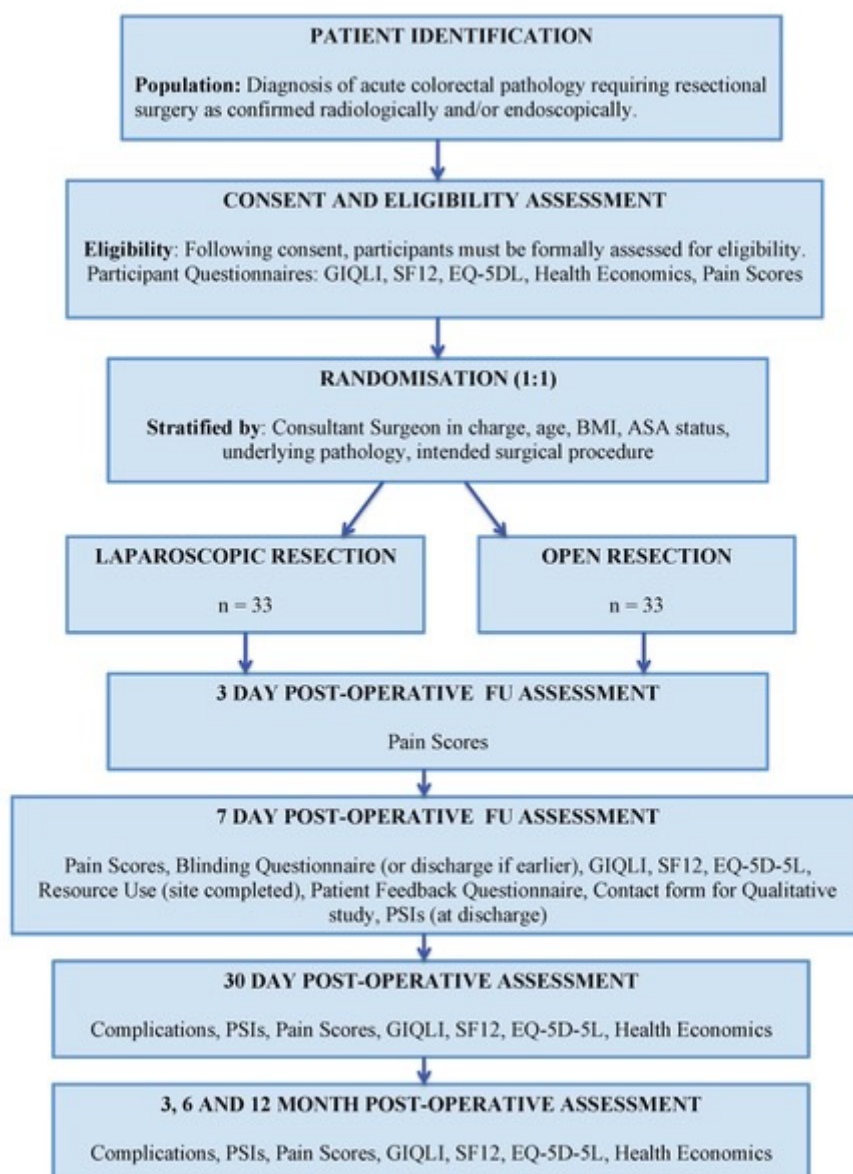 PATIENT IDENTIFICATION
Population: Diagnosis of acute colorectal pathology requiring resectional
surgery as confirmed radiologically and/or endoscopically.
CONSENT AND ELIGIBILITY ASSESSMENT
Eligibility: Following consent, participants must be formally assessed for eligibility.
Participant Questionnaires: GIQLI, SF12, EQ-5DL, Health Economics, Pain Scores
RANDOMISATION (1:1)
Stratified by: Consultant Surgeon in charge, age, BMI, ASA status,
underlying pathology, intended surgical procedure
LAPAROSCOPIC RESECTION
n = 33
OPEN RESECTION
n = 33
3 DAY POST-OPERATIVE FU ASSESSMENT
Pain Scores
7 DAY POST-OPERATIVE FU ASSESSMENT
Pain Scores, Blinding Questionnaire (or discharge if earlier), GIQLI, SF12, EQ-5D-5L,
Resource Use (site completed), Patient Feedback Questionnaire, Contact form for Qualitative
study, PSIs (at discharge)
30 DAY POST-OPERATIVE ASSESSMENT
Complications, PSIs, Pain Scores, GIQLI, SF12, EQ-5D-5L, Health Economics
3, 6 AND 12 MONTH POST-OPERATIVE ASSESSMENT
Complications, PSIs, Pain Scores, GIQLI, SF12, EQ-5D-5L, Health Economics